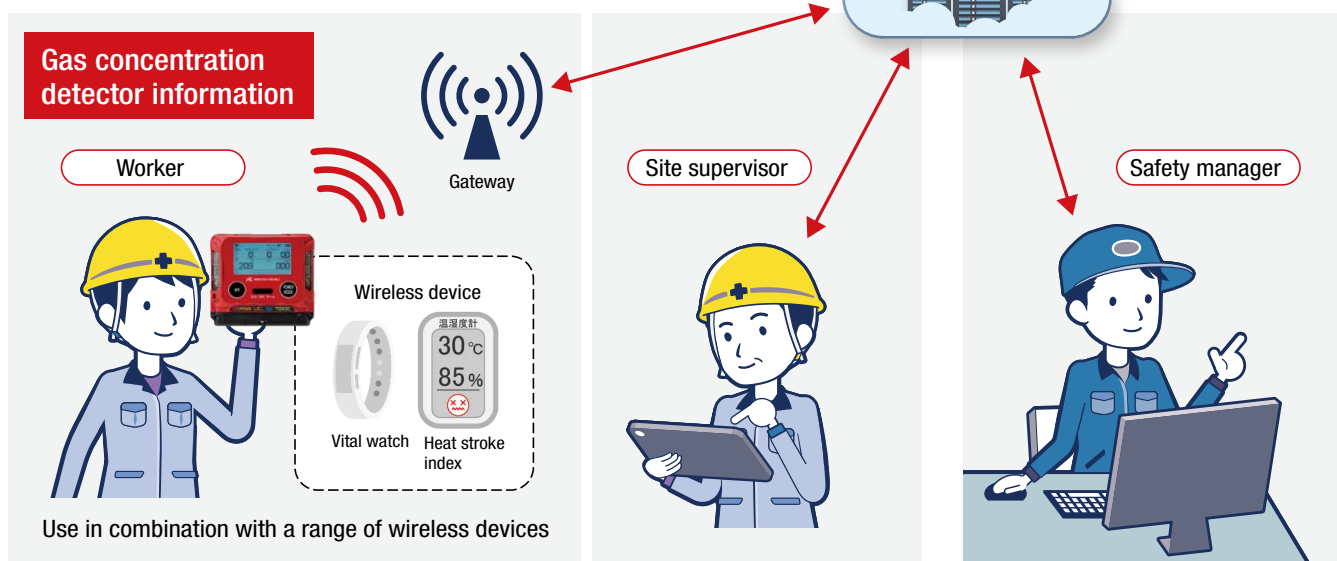 Gas concentration
detector information
Worker
Gateway
Site supervisor
Safety manager
Wireless device
温湿度計
30 ℃
85 %
Vital watch
Heat stroke
index
Use in combination with a range of wireless devices